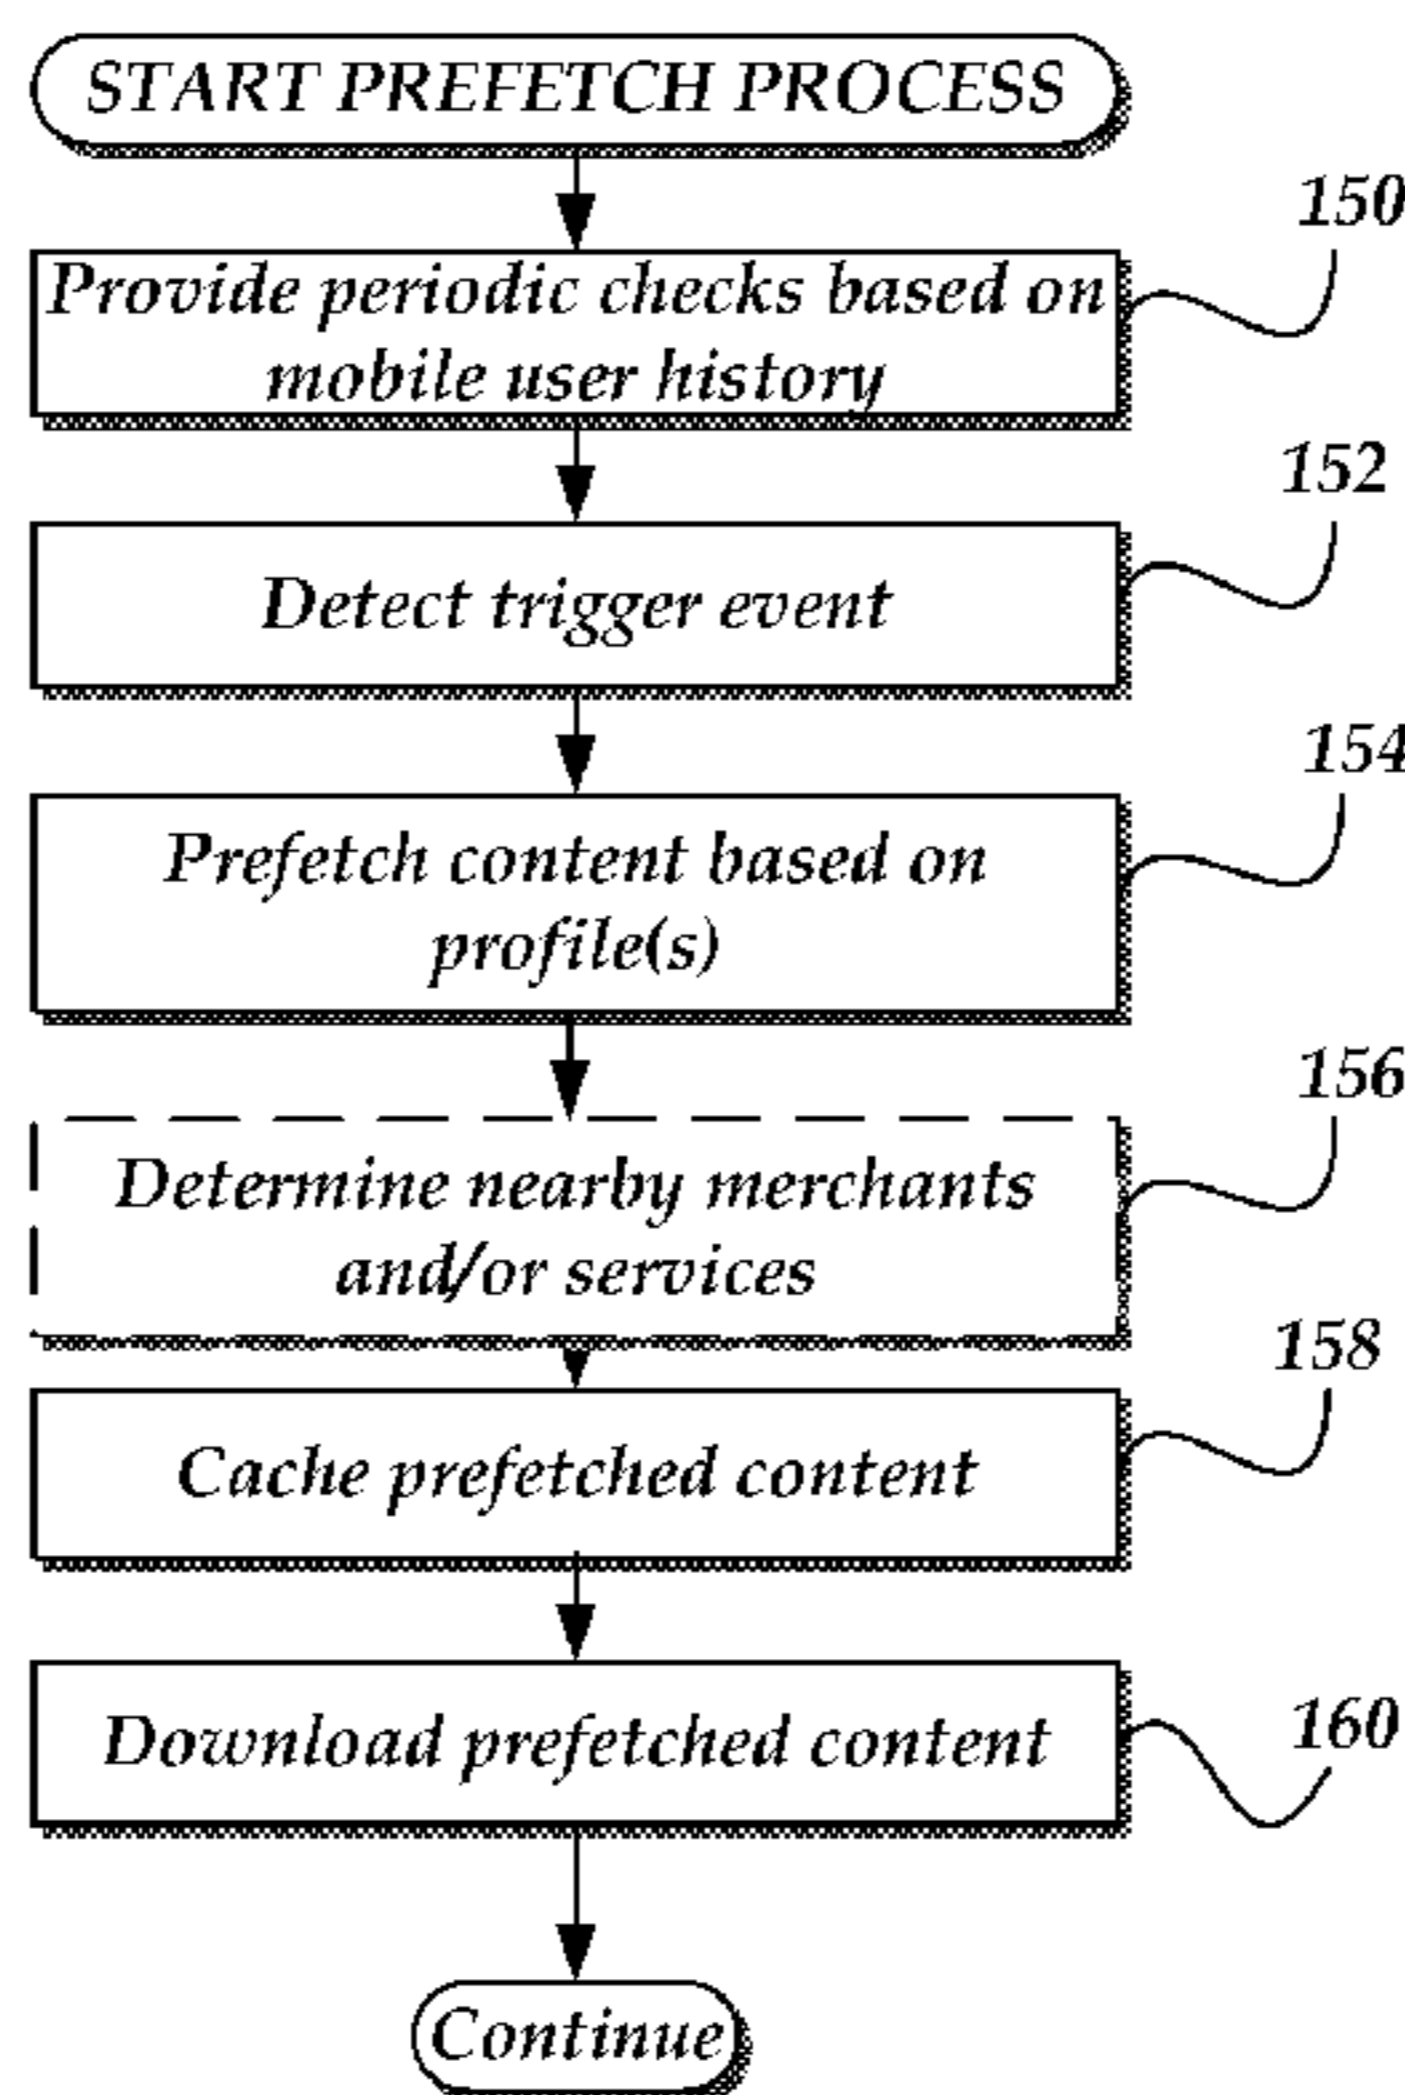 START PREFETCH PROCESS
150
Provide periodic checks based on
mobile user history
152
Detect trigger event
154
Prefetch content based on
profile(s)
156
Determine nearby merchants
and/or services
158
Cache prefetched content
160
Download prefetched content
Continue